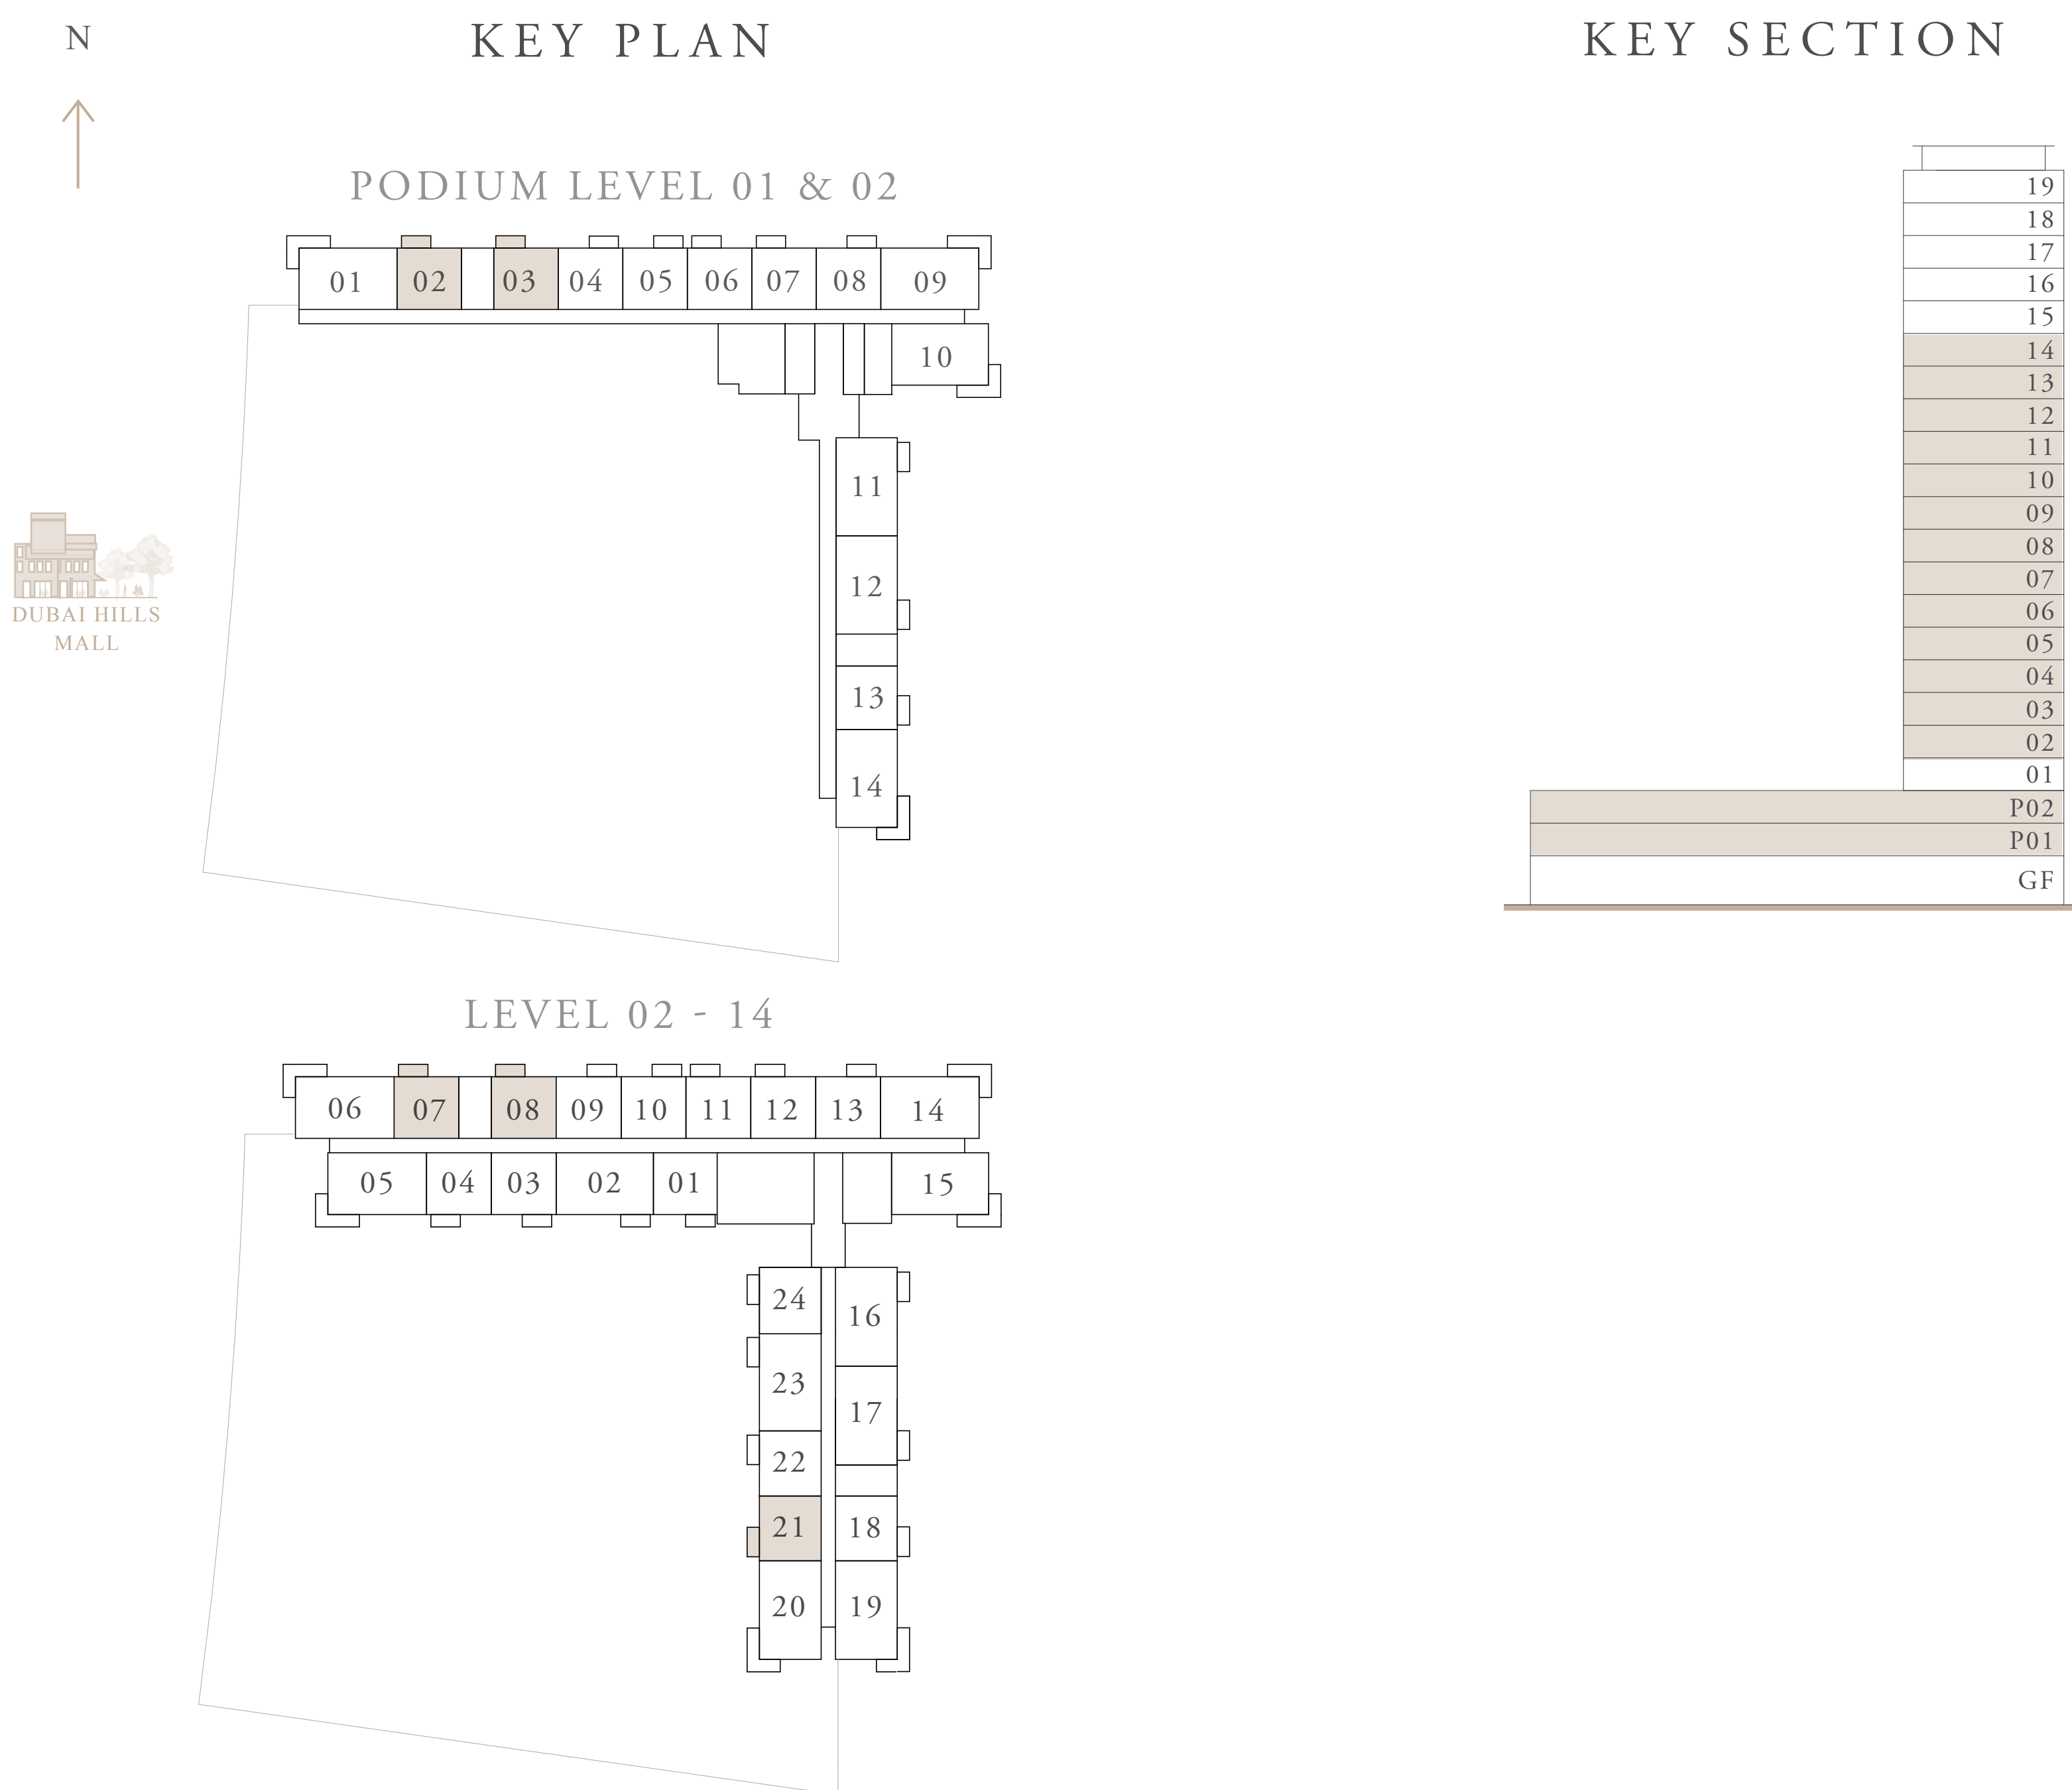 KEY PLAN
KEY SECTION
N
PODIUM LEVEL 01 & 02
01 02 03 04 05 06 07 08 09
10
11
12
13
14
DUBAI HILLS
MALL
19
18
17
16
15
14
13
12
11
10
09
08
07
06
05
04
03
02
01
P02
P01
GF
LEVEL 02 - 14
06 07 08 09 10 11 12 13 14
05 04 03 02 01 15
24 16
23 17
22
21 18
20 19